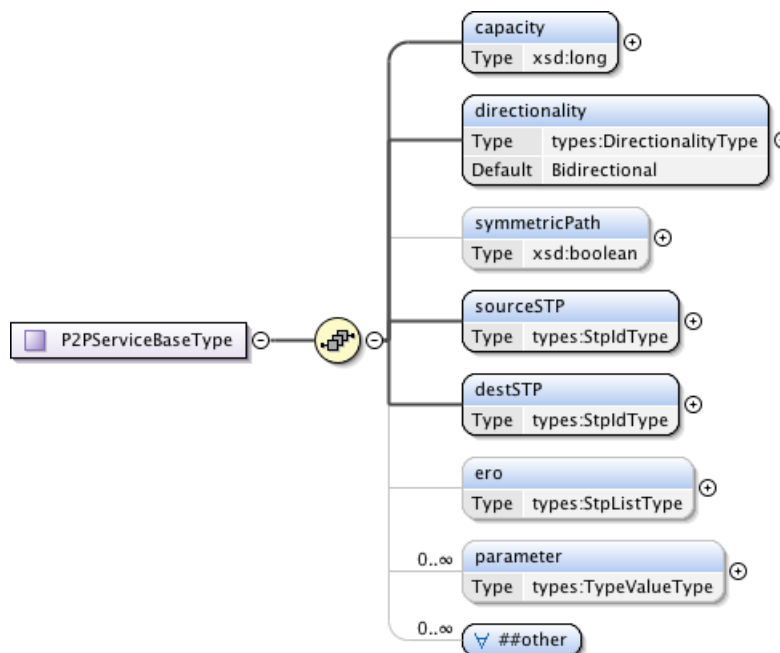 capacity
Type xsd:long
directionality
Type types:DirectionalityType
Default Bidirectional
symmetricPath
Type xsd:boolean
P2PServiceBaseType
sourceSTP
Type types:StpIdType
destSTP
Type types:StpIdType
ero
Type types:StpListType
0..∞
parameter
Type types:TypeValueType
0..∞
∀ ##other